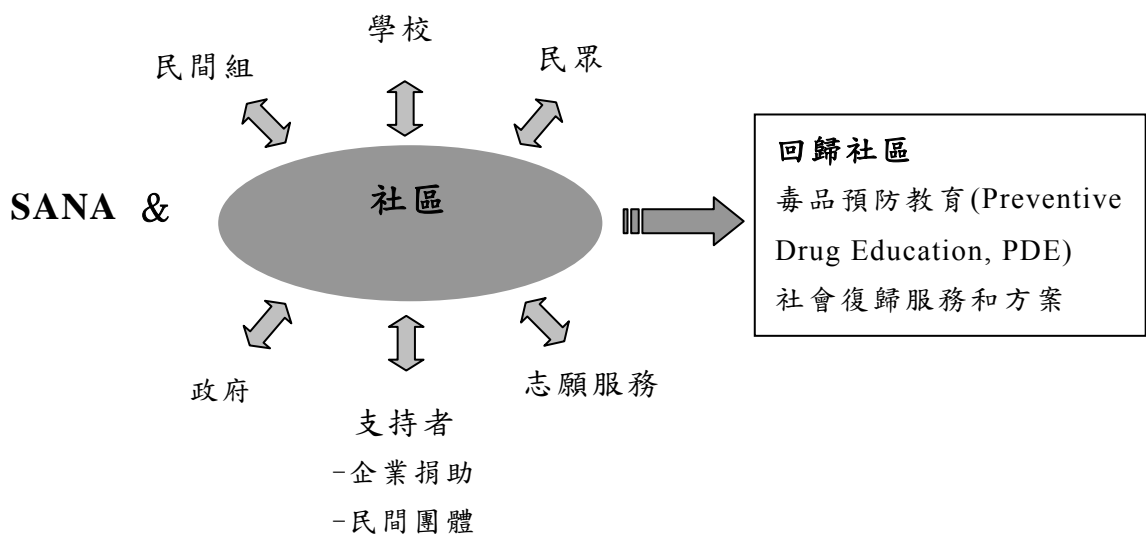 學校
民間組
民眾
SANA &
社區
回歸社區
毒品預防教育(Preventive
Drug Education, PDE)
社會復歸服務和方案
政府
志願服務
支持者
-企業捐助
-民間團體